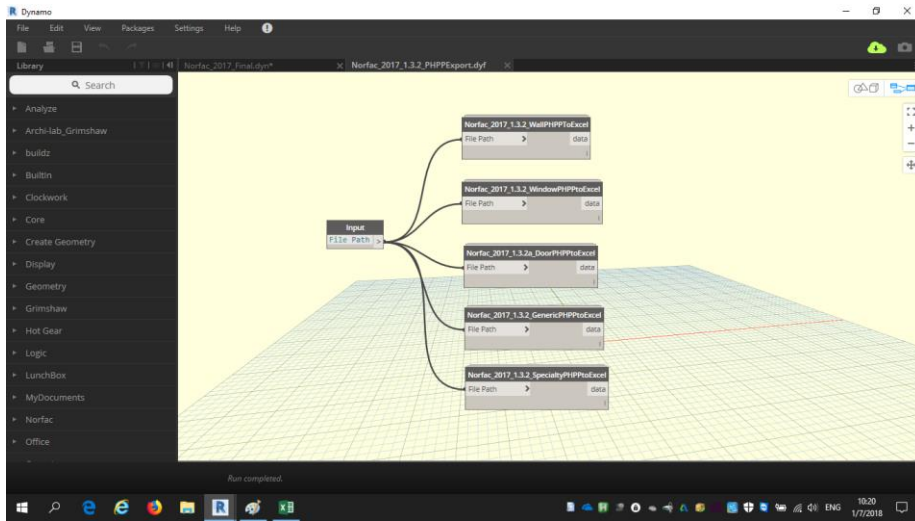 Dynamo
File Edit View Packages Settings Help
Library
Norfac_2017_Final.dyn*
Norfac_2017_1.3.2_PHPPExport.dyf
Search
Analyze
Archi-lab_Grimshaw
buildz
BuiltIn
Clockwork
Core
Create Geometry
Display
Geometry
Grimshaw
Hot Gear
Logic
LunchBox
MyDocuments
Norfac
Office
Input
File Path >
Norfac_2017_1.3.2_WallPHPPToExcel
File Path > data
Norfac_2017_1.3.2_WindowPHPPtoExcel
File Path > data
Norfac_2017_1.3.2a_DoorPHPPtoExcel
File Path > data
Norfac_2017_1.3.2_GenericPHPPtoExcel
File Path > data
Norfac_2017_1.3.2_SpecialtyPHPPtoExcel
File Path > data
Run completed.
ENG
10:20
1/7/2018